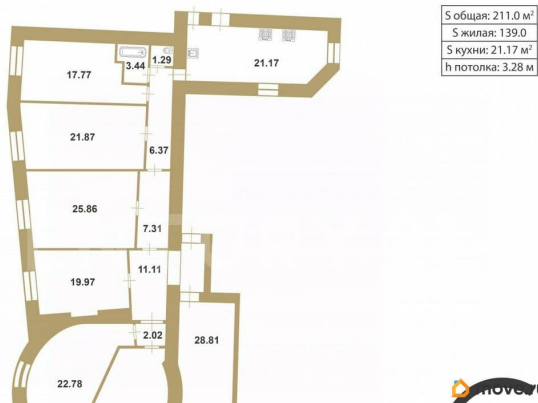 S общая: 211.0 м²
S жилая: 139.0
S кухни: 21.17 м²
h потолка: 3.28 м
17.77
3.44
1.29
21.17
21.87
6.37
25.86
7.31
19.97
11.11
2.02
28.81
22.78
move.ru